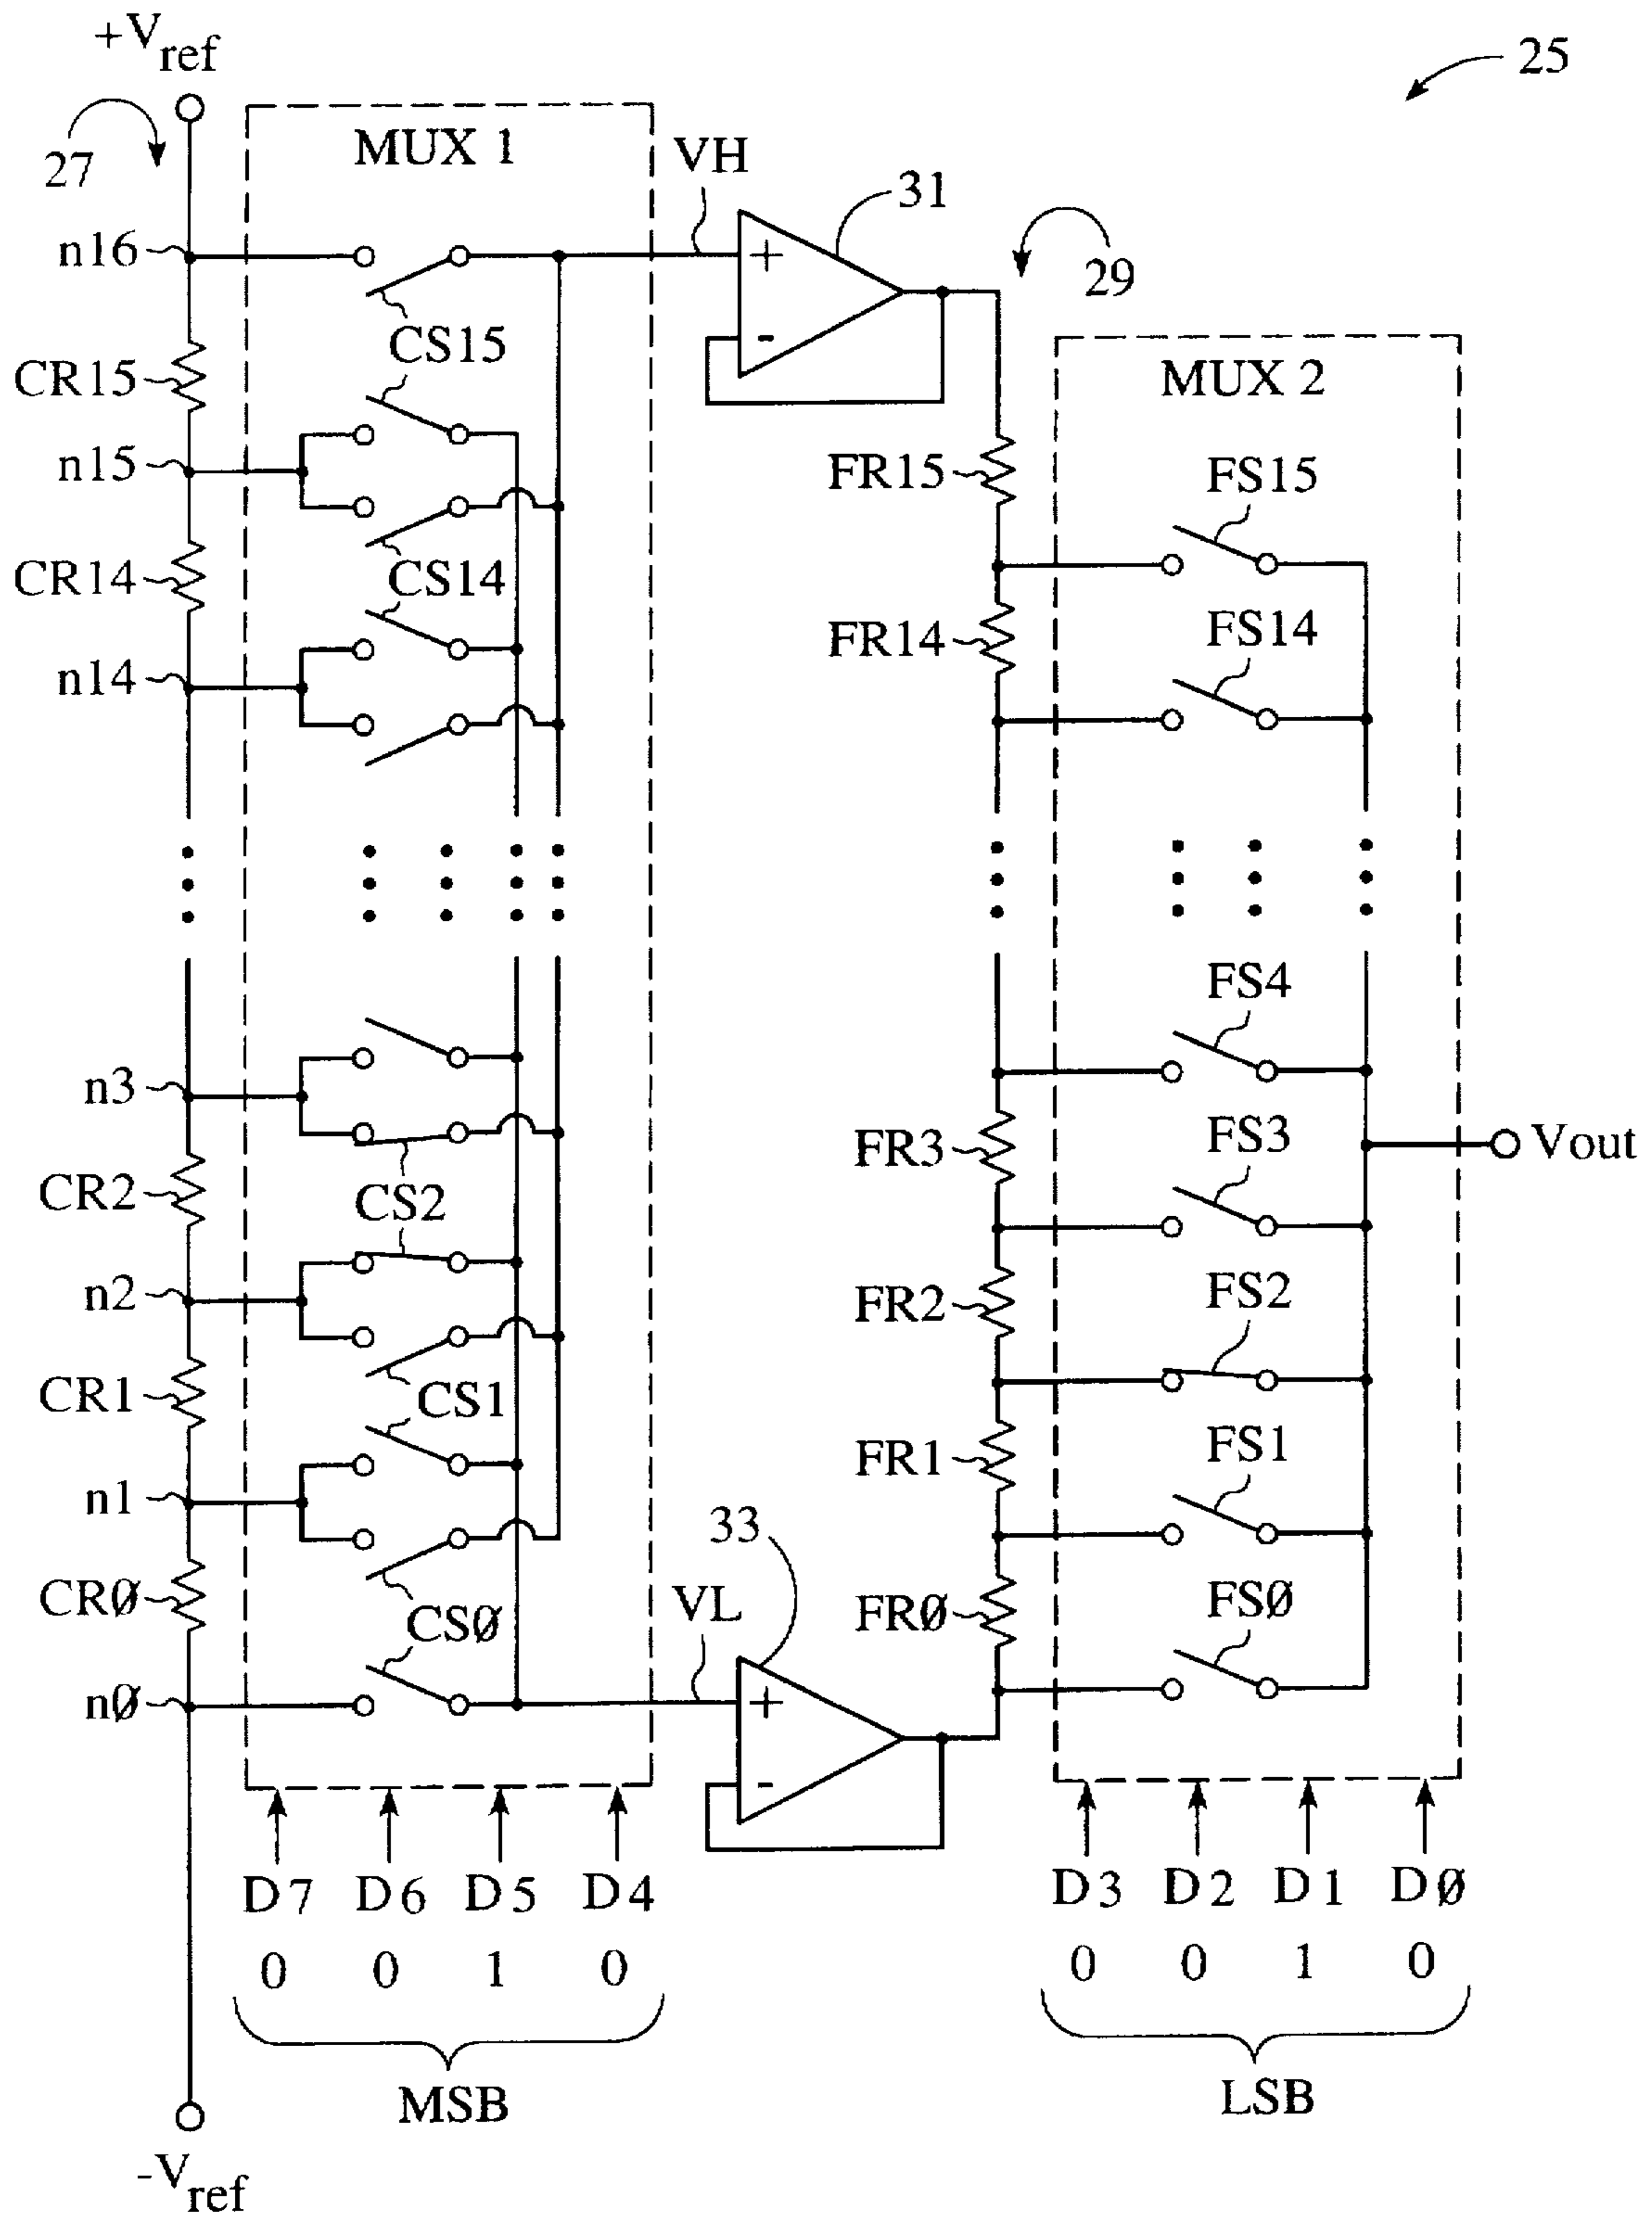 +Vref
25
27
MUX 1
VH
31
n16
29
CS15
CR15
MUX 2
n15
FR15
FS15
CR14
CS14
FR14
FS14
n14
FS4
n3
FR3
FS3
Vout
CR2
CS2
n2
FR2
FS2
CR1
CS1
FR1
FS1
n1
33
CRØ
CSØ
VL
FRØ
FSØ
nØ
+
-
+
-
D7 D6 D5 D4
D3 D2 D1 DØ
0 0 1 0
0 0 1 0
MSB
LSB
-Vref